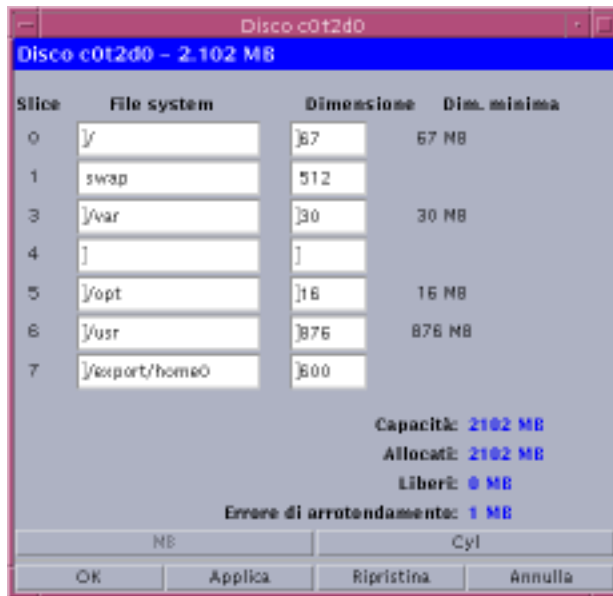 Disco c0t2d0
Disco c0t2d0 - 2.102 MB
Slice File system Dimensione Dim. minima
0 / 67 67 MB
1 swap 512
3 /var 30 30 MB
4
5 /opt 16 16 MB
6 /usr 876 876 MB
7 /export/home0 600
Capacità: 2102 MB
Allocati: 2102 MB
Liberi: 0 MB
Errore di arrotondamento: 1 MB
MB Cyl
OK Applica Ripristina Annulla